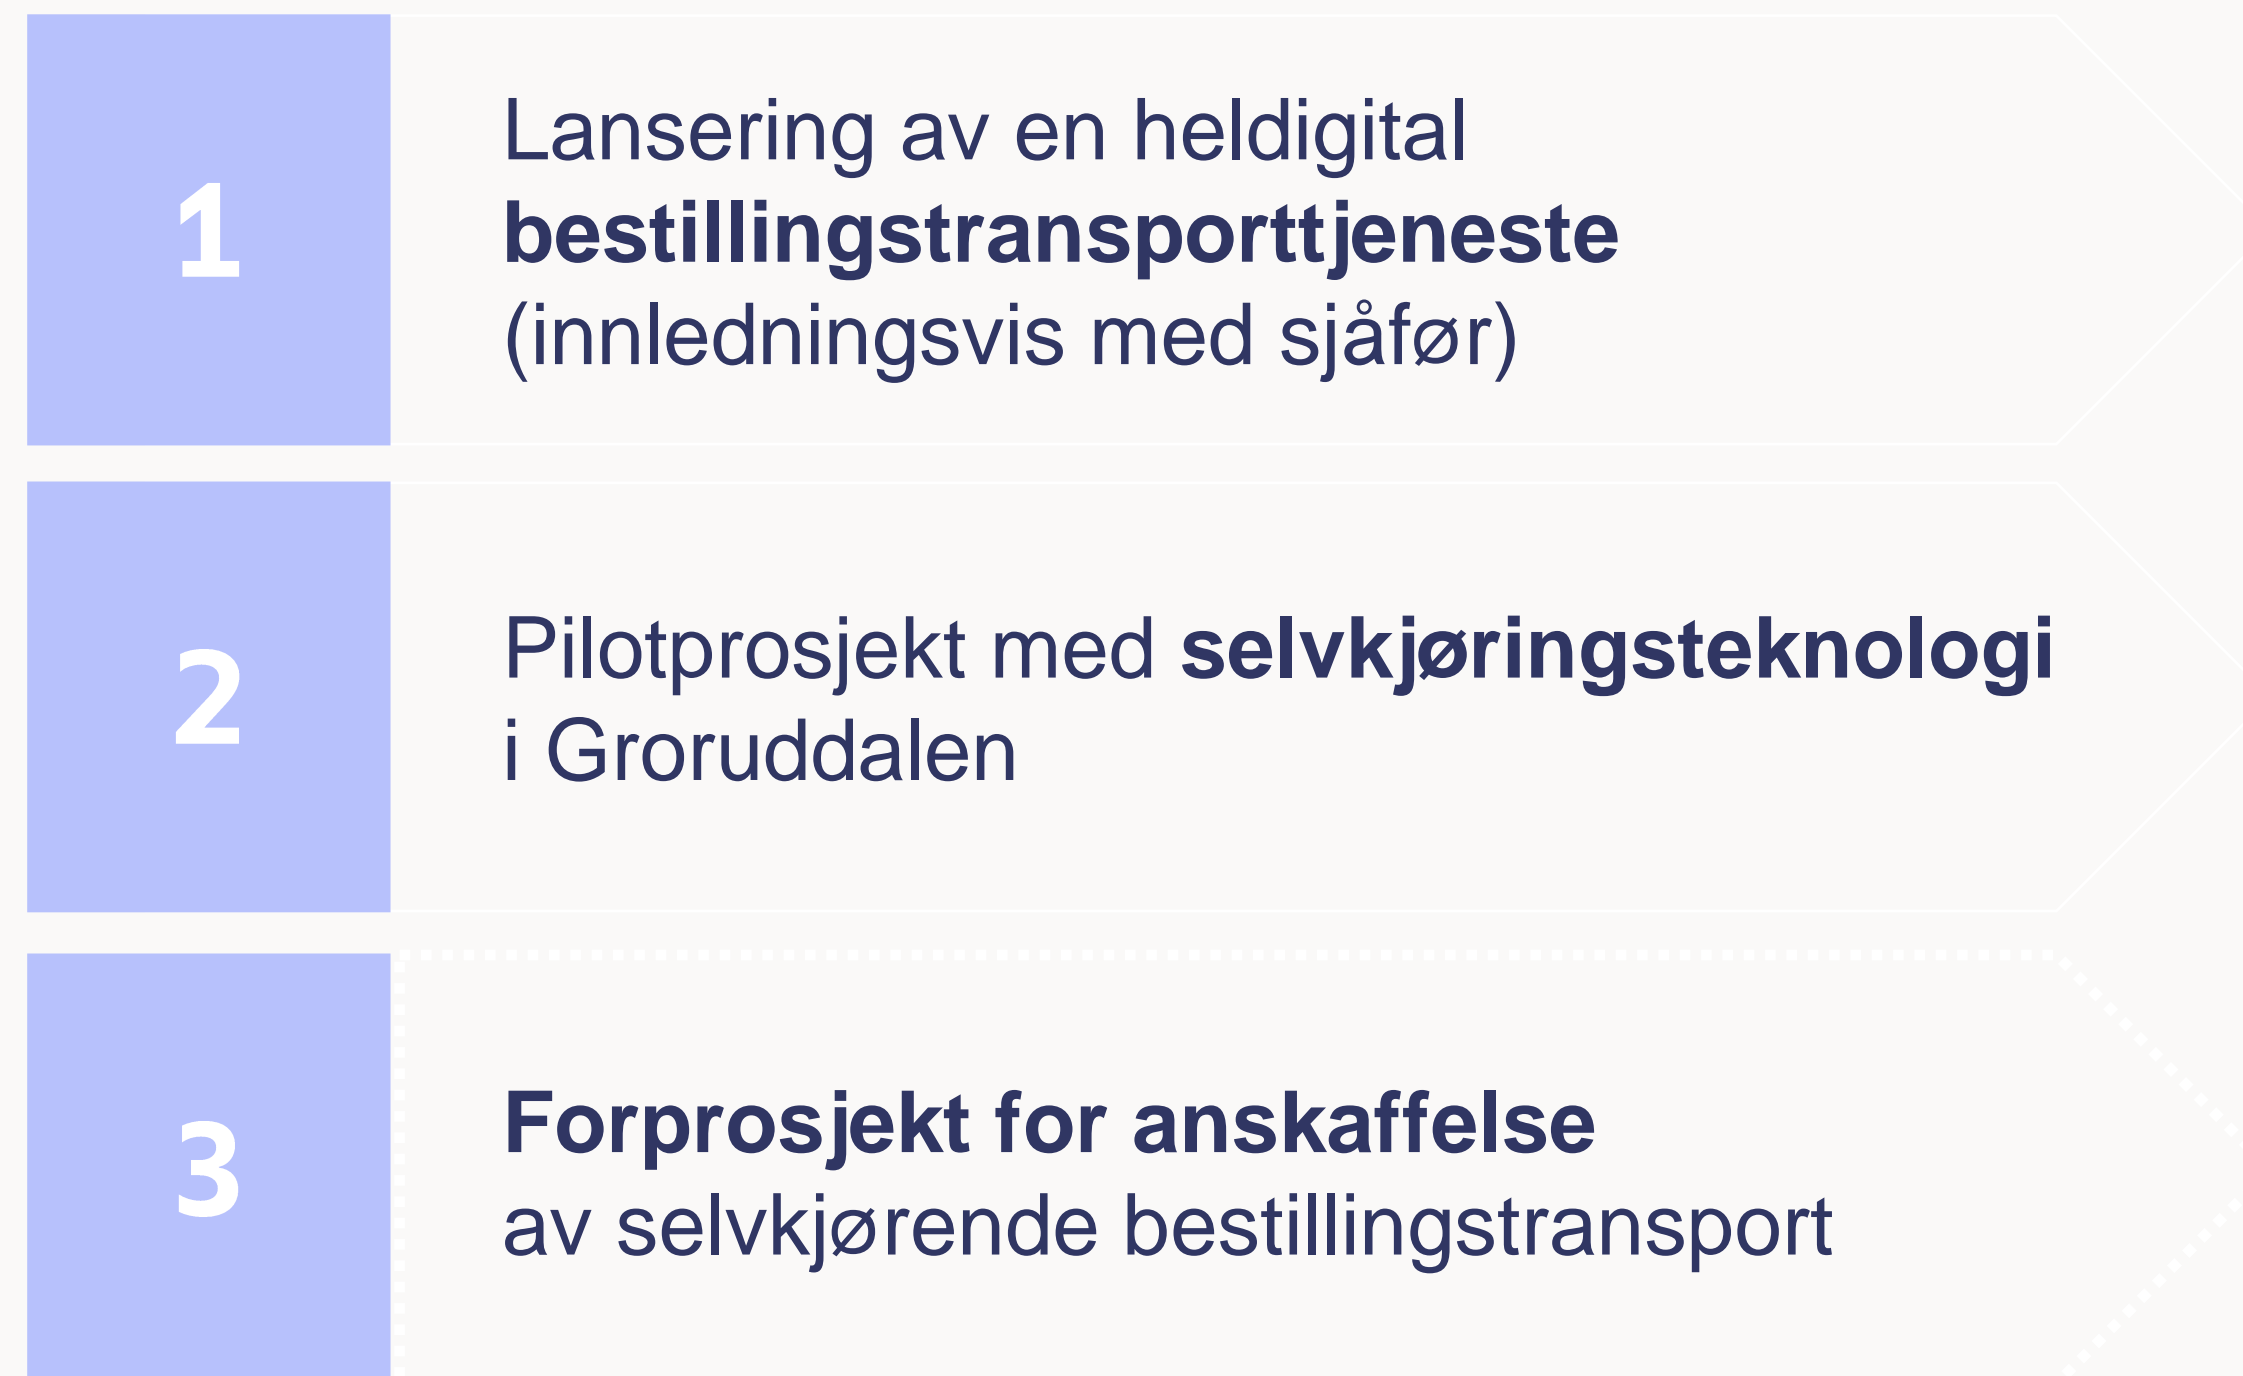 1
Lansering av en heldigital
bestillingstransporttjeneste
(innledningsvis med sjåfør)
2
Pilotprosjekt med selvkjøringsteknologi
i Groruddalen
3
Forprosjekt for anskaffelse
av selvkjørende bestillingstransport